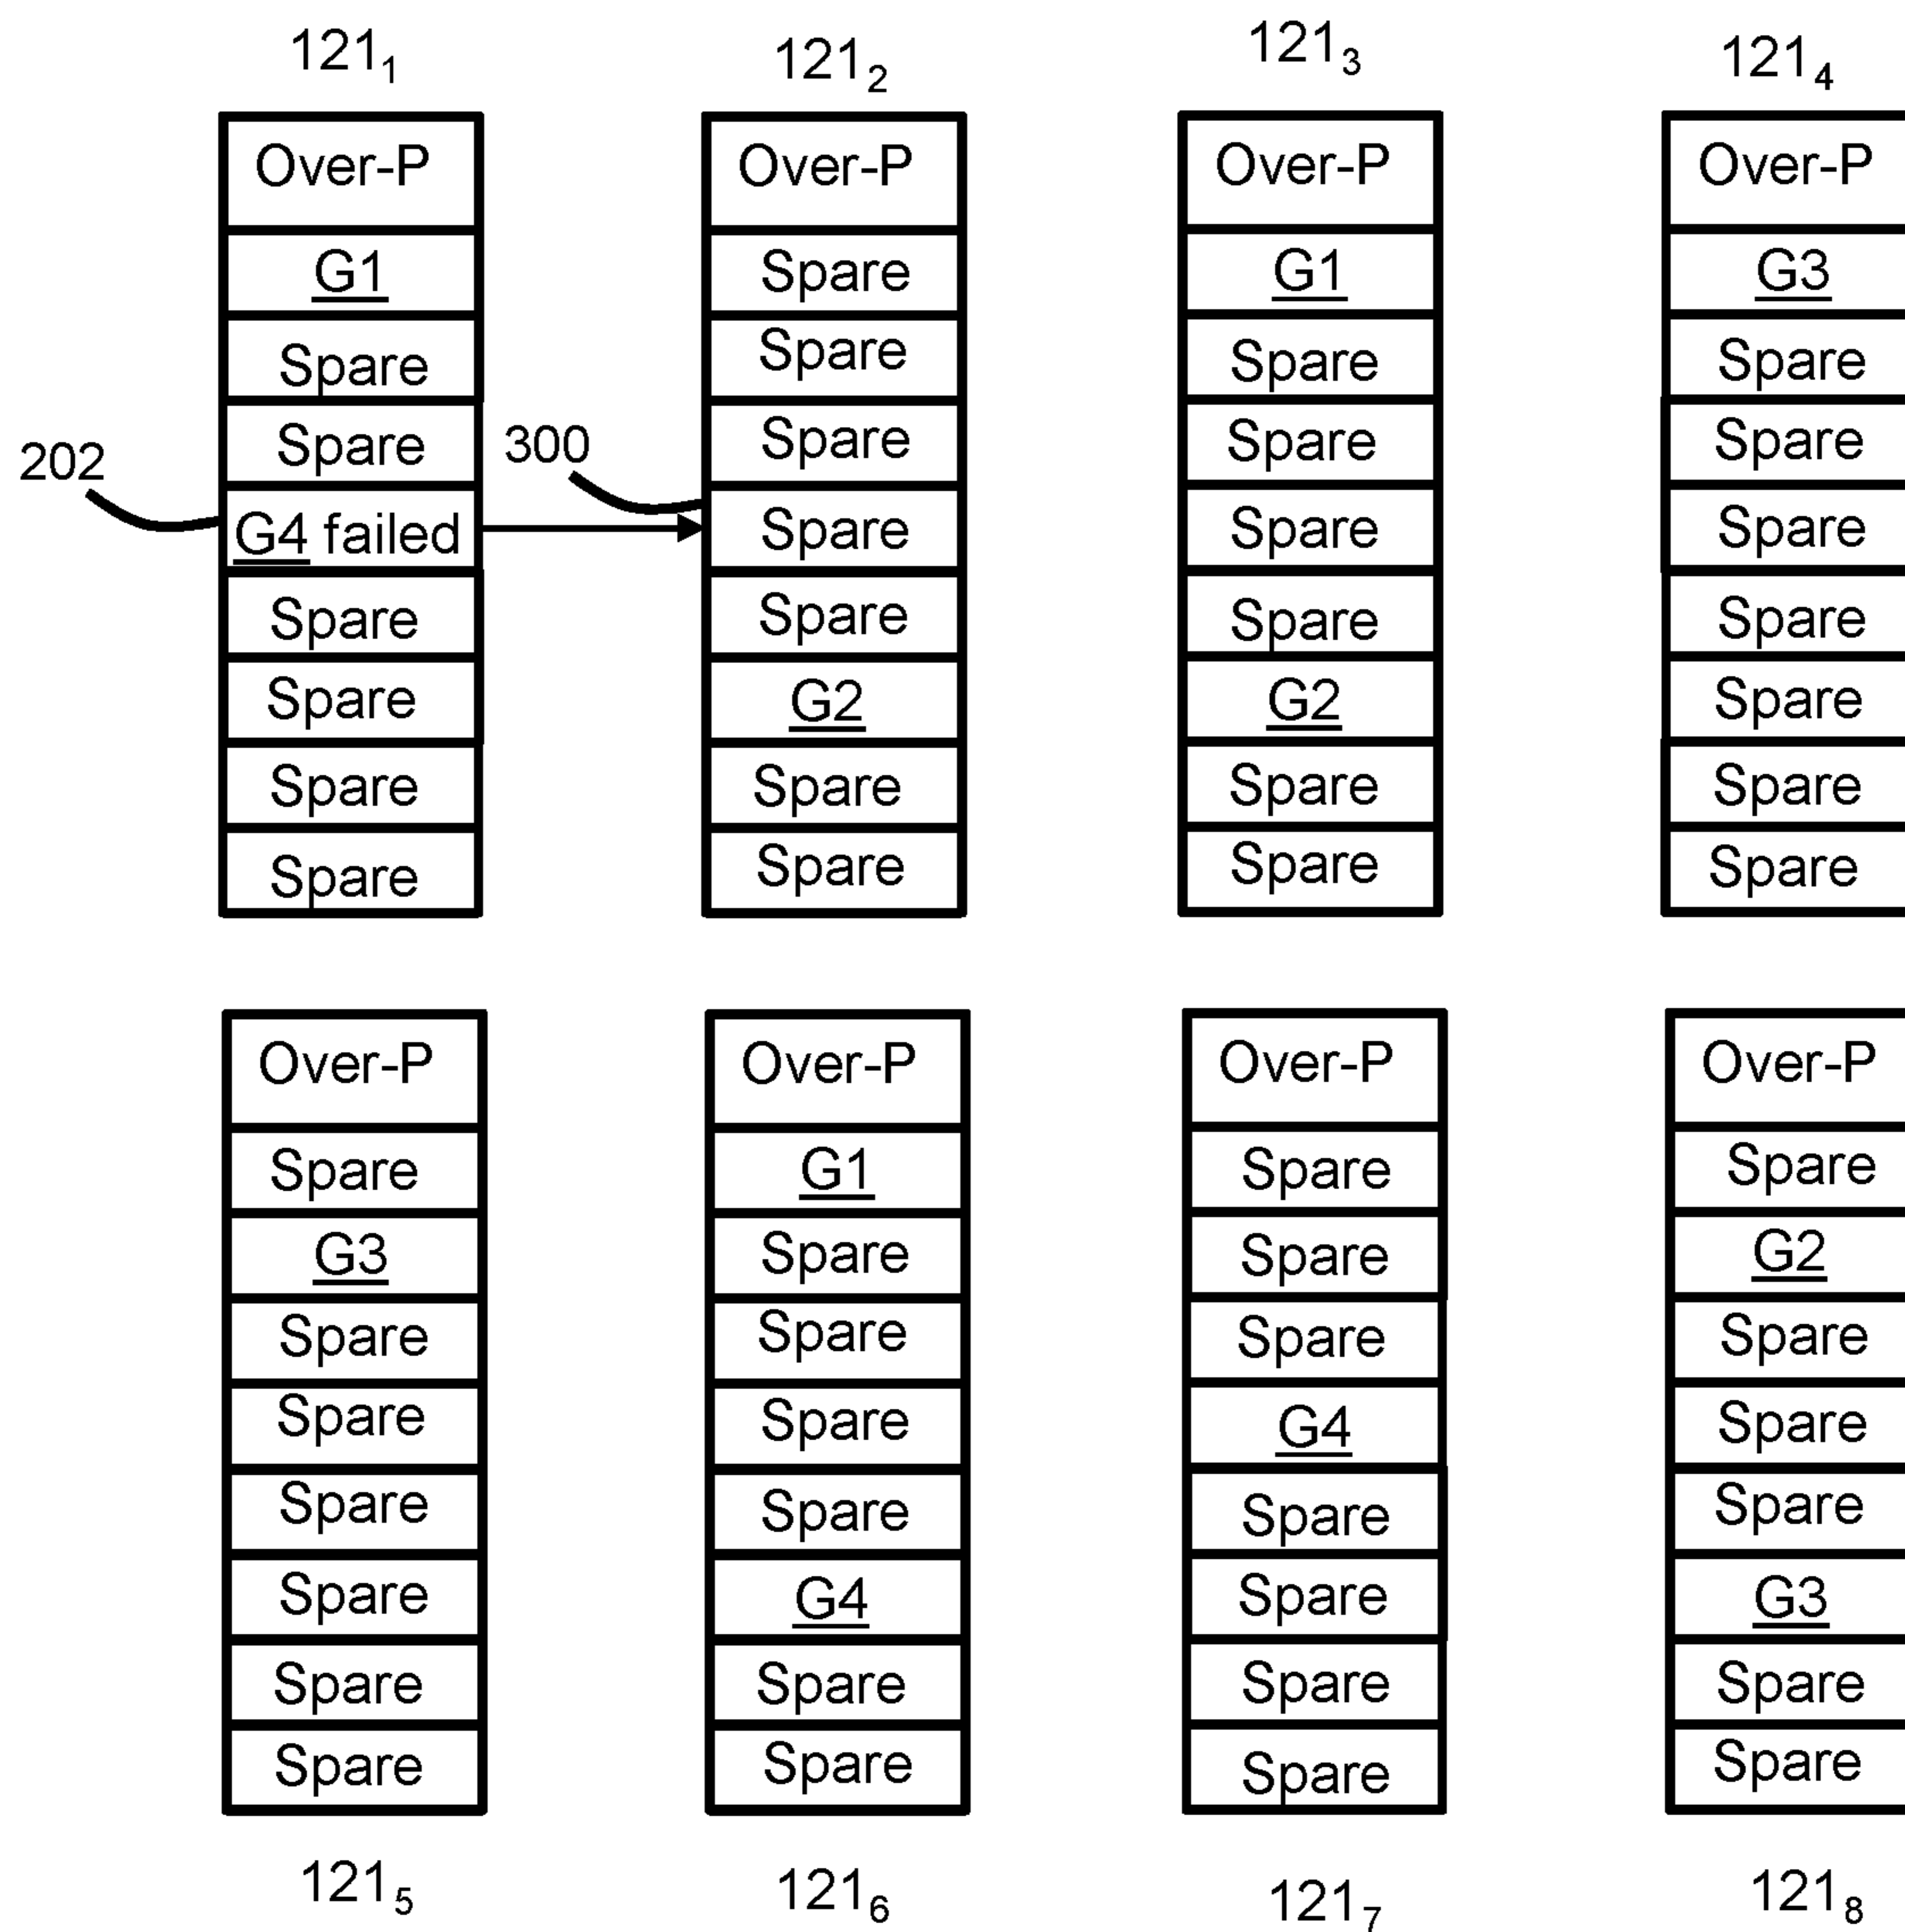 121₁ 121₂ 121₃ 121₄
Over-P Over-P Over-P Over-P
G1 Spare G1 G3
Spare Spare Spare Spare
Spare Spare Spare Spare
202 300
G4 failed Spare Spare Spare
Spare Spare Spare Spare
Spare G2 G2 Spare
Spare Spare Spare Spare
Spare Spare Spare Spare
Over-P Over-P Over-P Over-P
Spare G1 Spare Spare
G3 Spare Spare G2
Spare Spare Spare Spare
Spare Spare G4 Spare
Spare Spare Spare Spare
Spare G4 Spare G3
Spare Spare Spare Spare
Spare Spare Spare Spare
121₅ 121₆ 121₇ 121₈